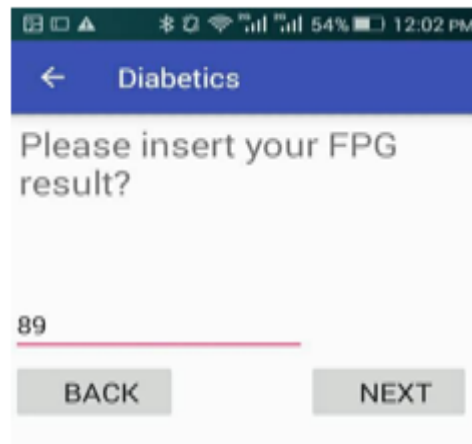 54% 12:02 PM
Diabetics
Please insert your FPG
result?
89
BACK NEXT